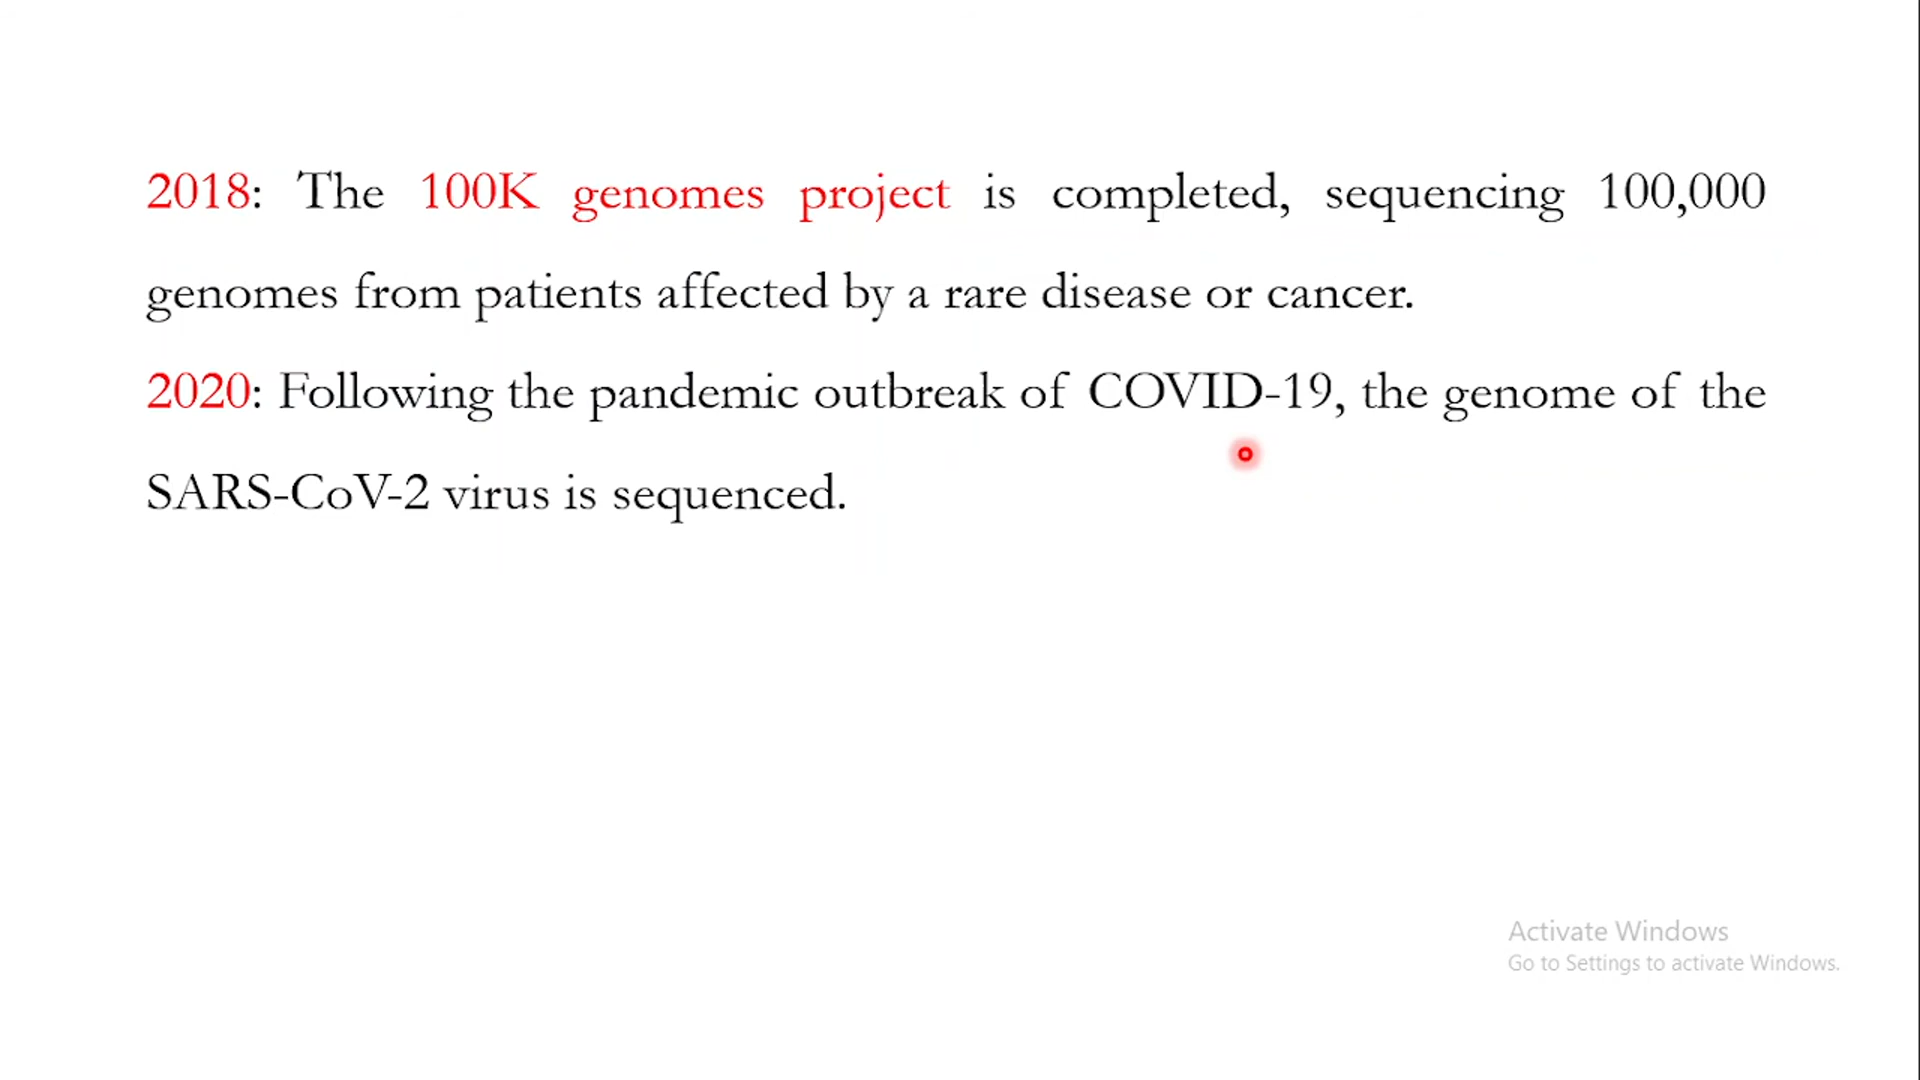 2018: The 100K genomes project is completed, sequencing 100,000
genomes from patients affected by a rare disease or cancer.
2020: Following the pandemic outbreak of COVID-19, the genome of the
SARS-CoV-2 virus is sequenced.
Activate Windows
Go to Settings to activate Windows.